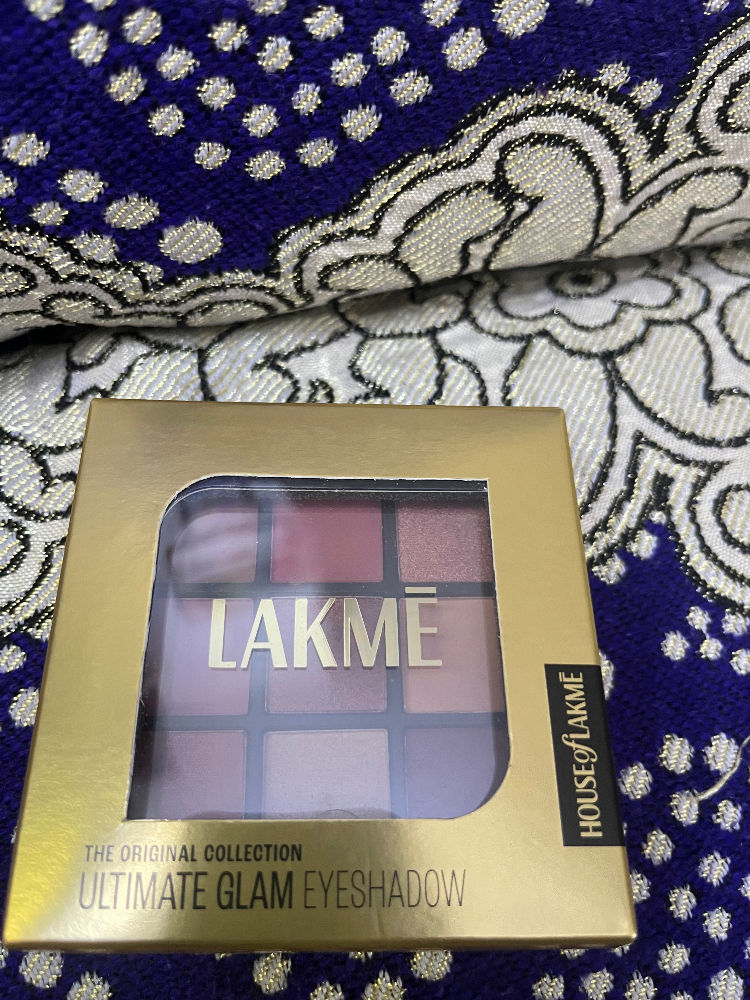 LAKMĒ
HOUSE of LAKMĒ
THE ORIGINAL COLLECTION
ULTIMATE GLAM EYESHADOW